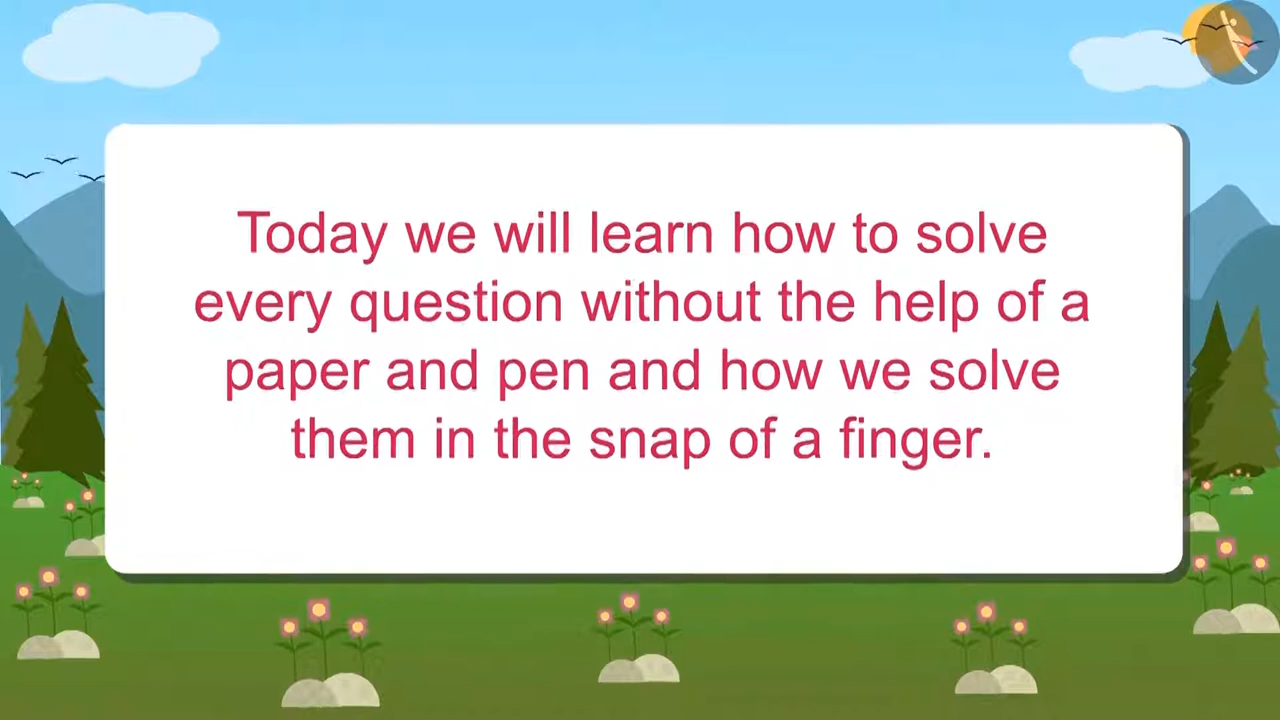 Today we will learn how to solve
every question without the help of a
paper and pen and how we solve
them in the snap of a finger.